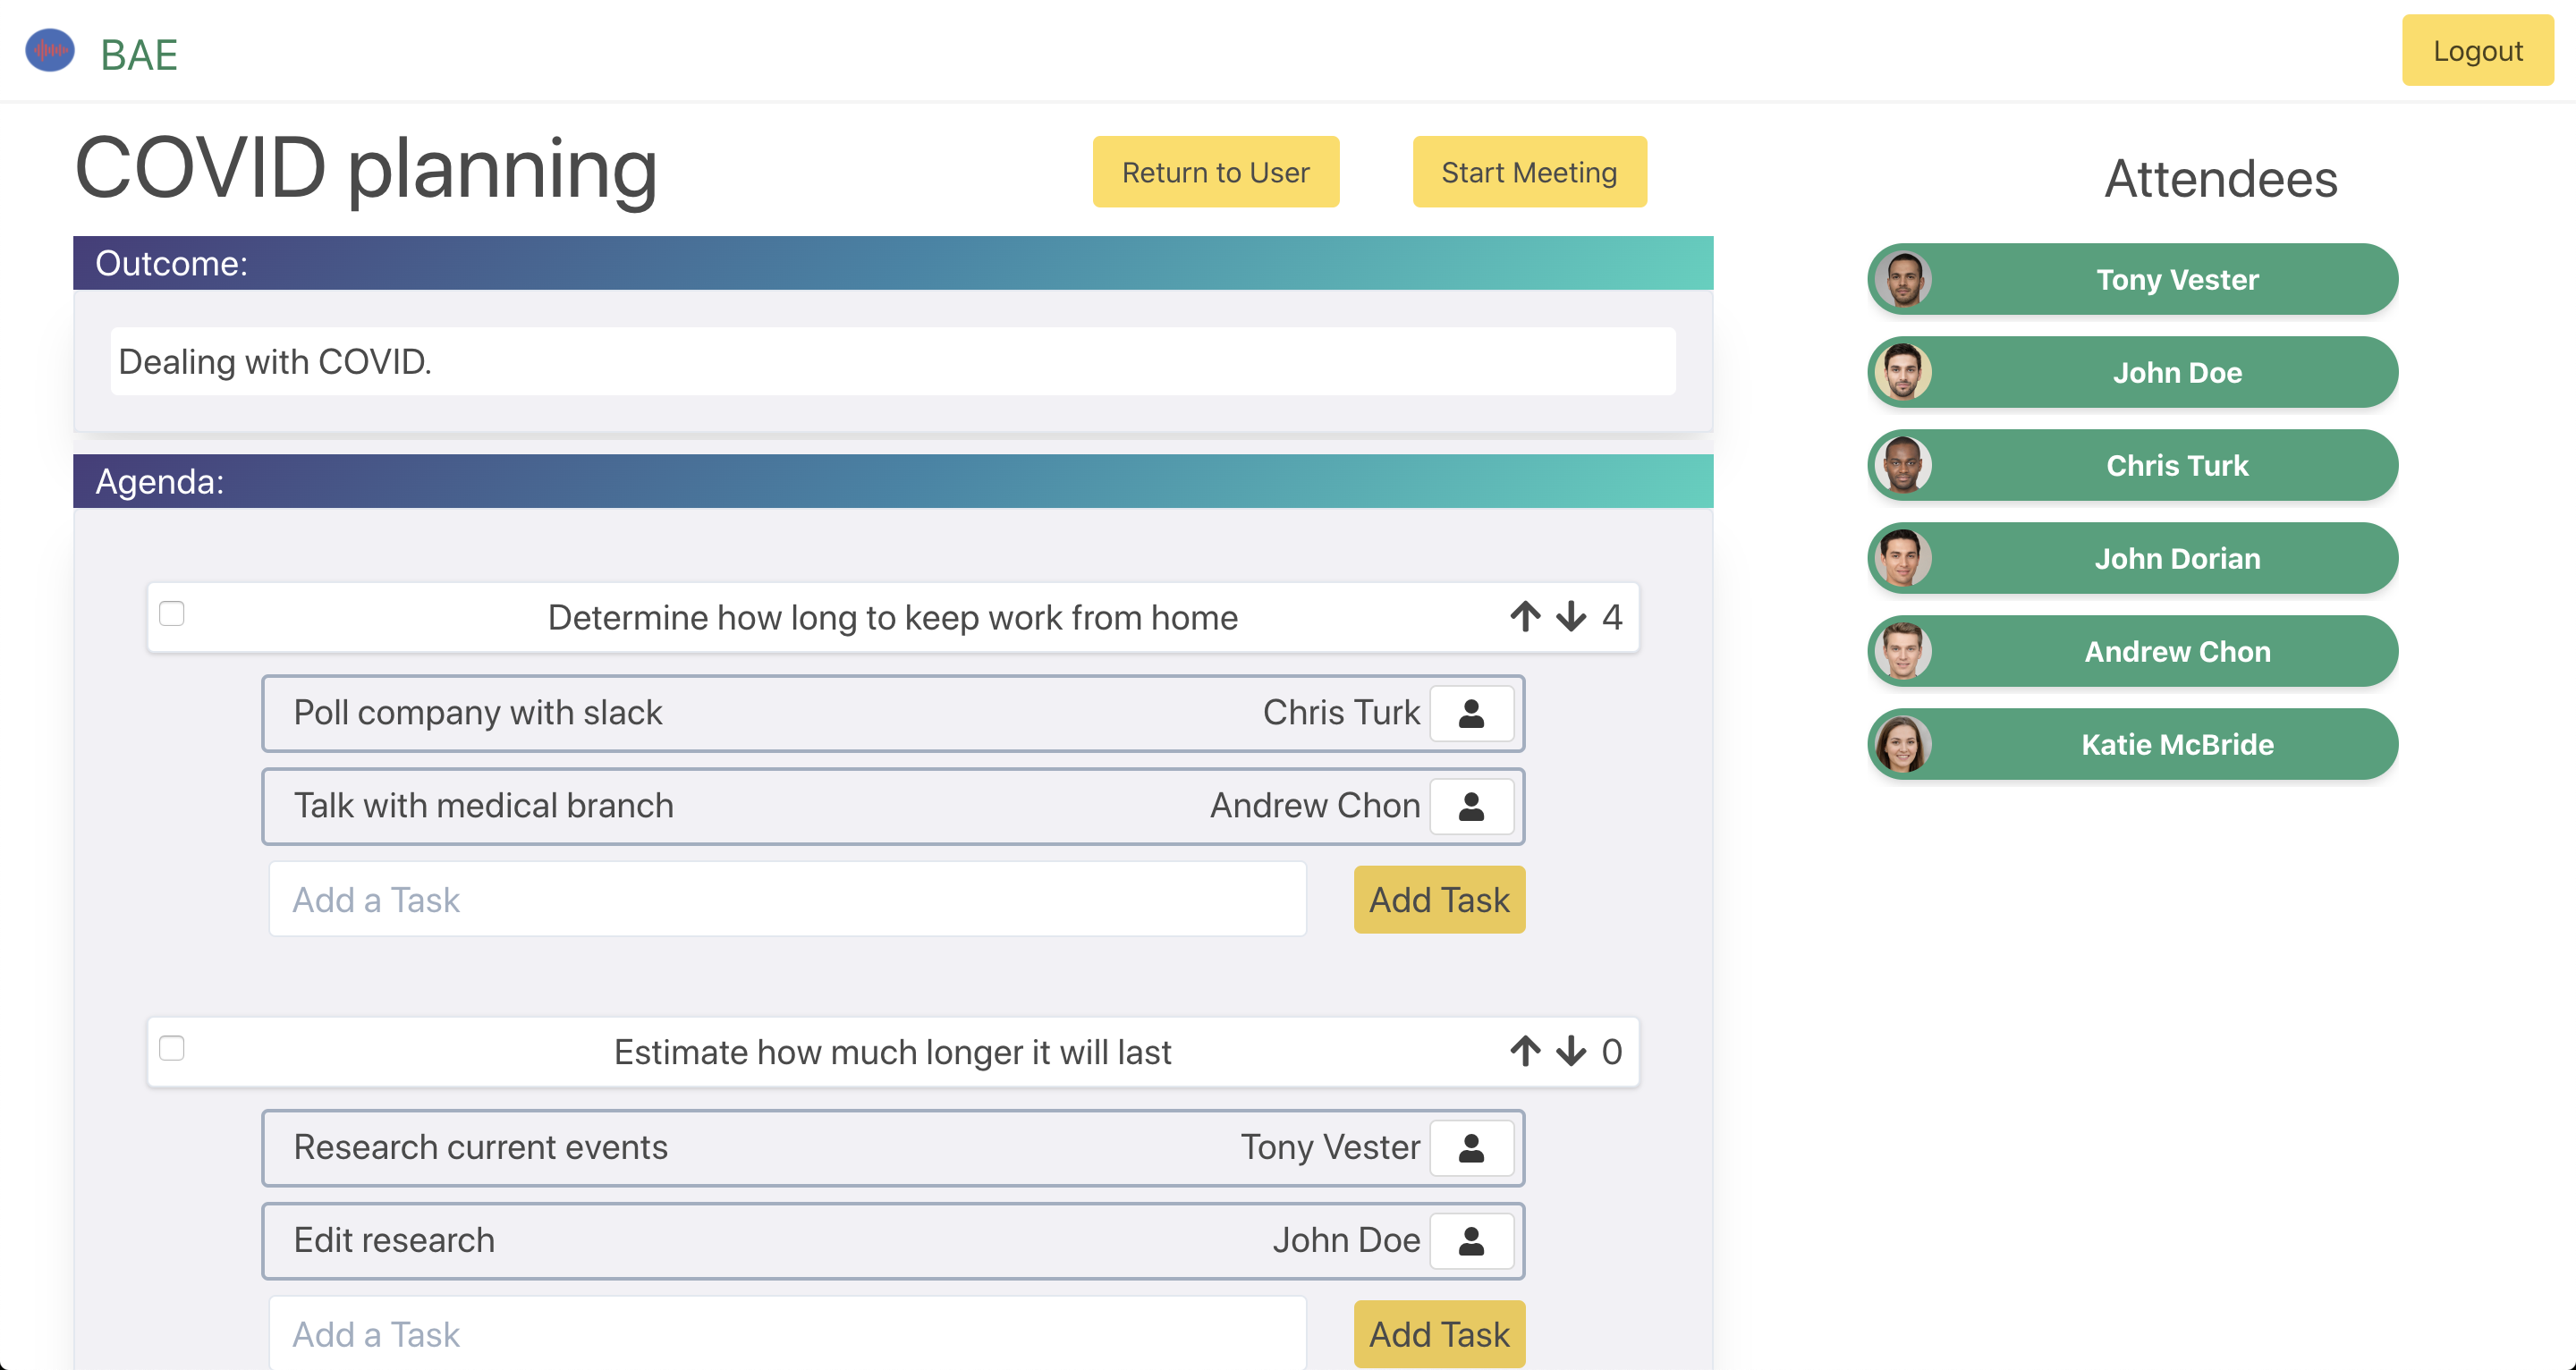 BAE
Logout
COVID planning
Return to User
Start Meeting
Attendees
Outcome:
Dealing with COVID.
Agenda:
Determine how long to keep work from home
4
Poll company with slack
Chris Turk
Talk with medical branch
Andrew Chon
Add a Task
Add Task
Estimate how much longer it will last
0
Research current events
Tony Vester
Edit research
John Doe
Add a Task
Add Task
Tony Vester
John Doe
Chris Turk
John Dorian
Andrew Chon
Katie McBride